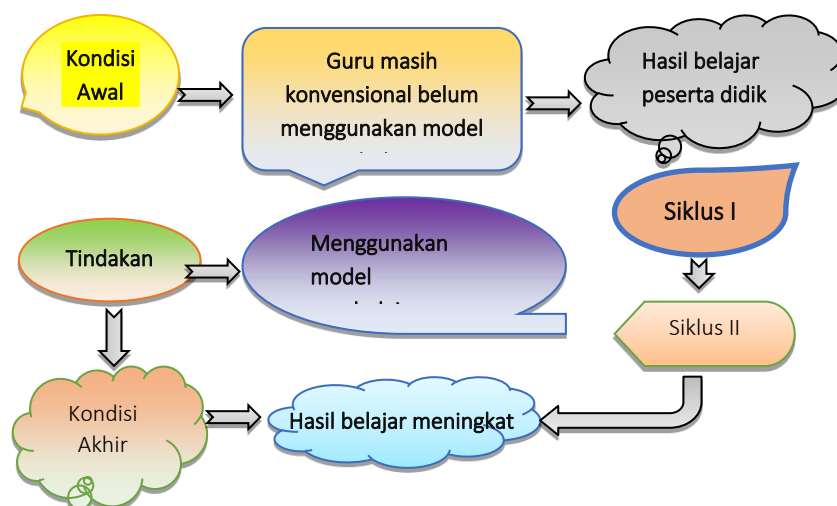 Kondisi
Awal
Guru masih
konvensional belum
menggunakan model
Hasil belajar
peserta didik
Siklus I
Tindakan
Menggunakan
model
Siklus II
Kondisi
Akhir
Hasil belajar meningkat